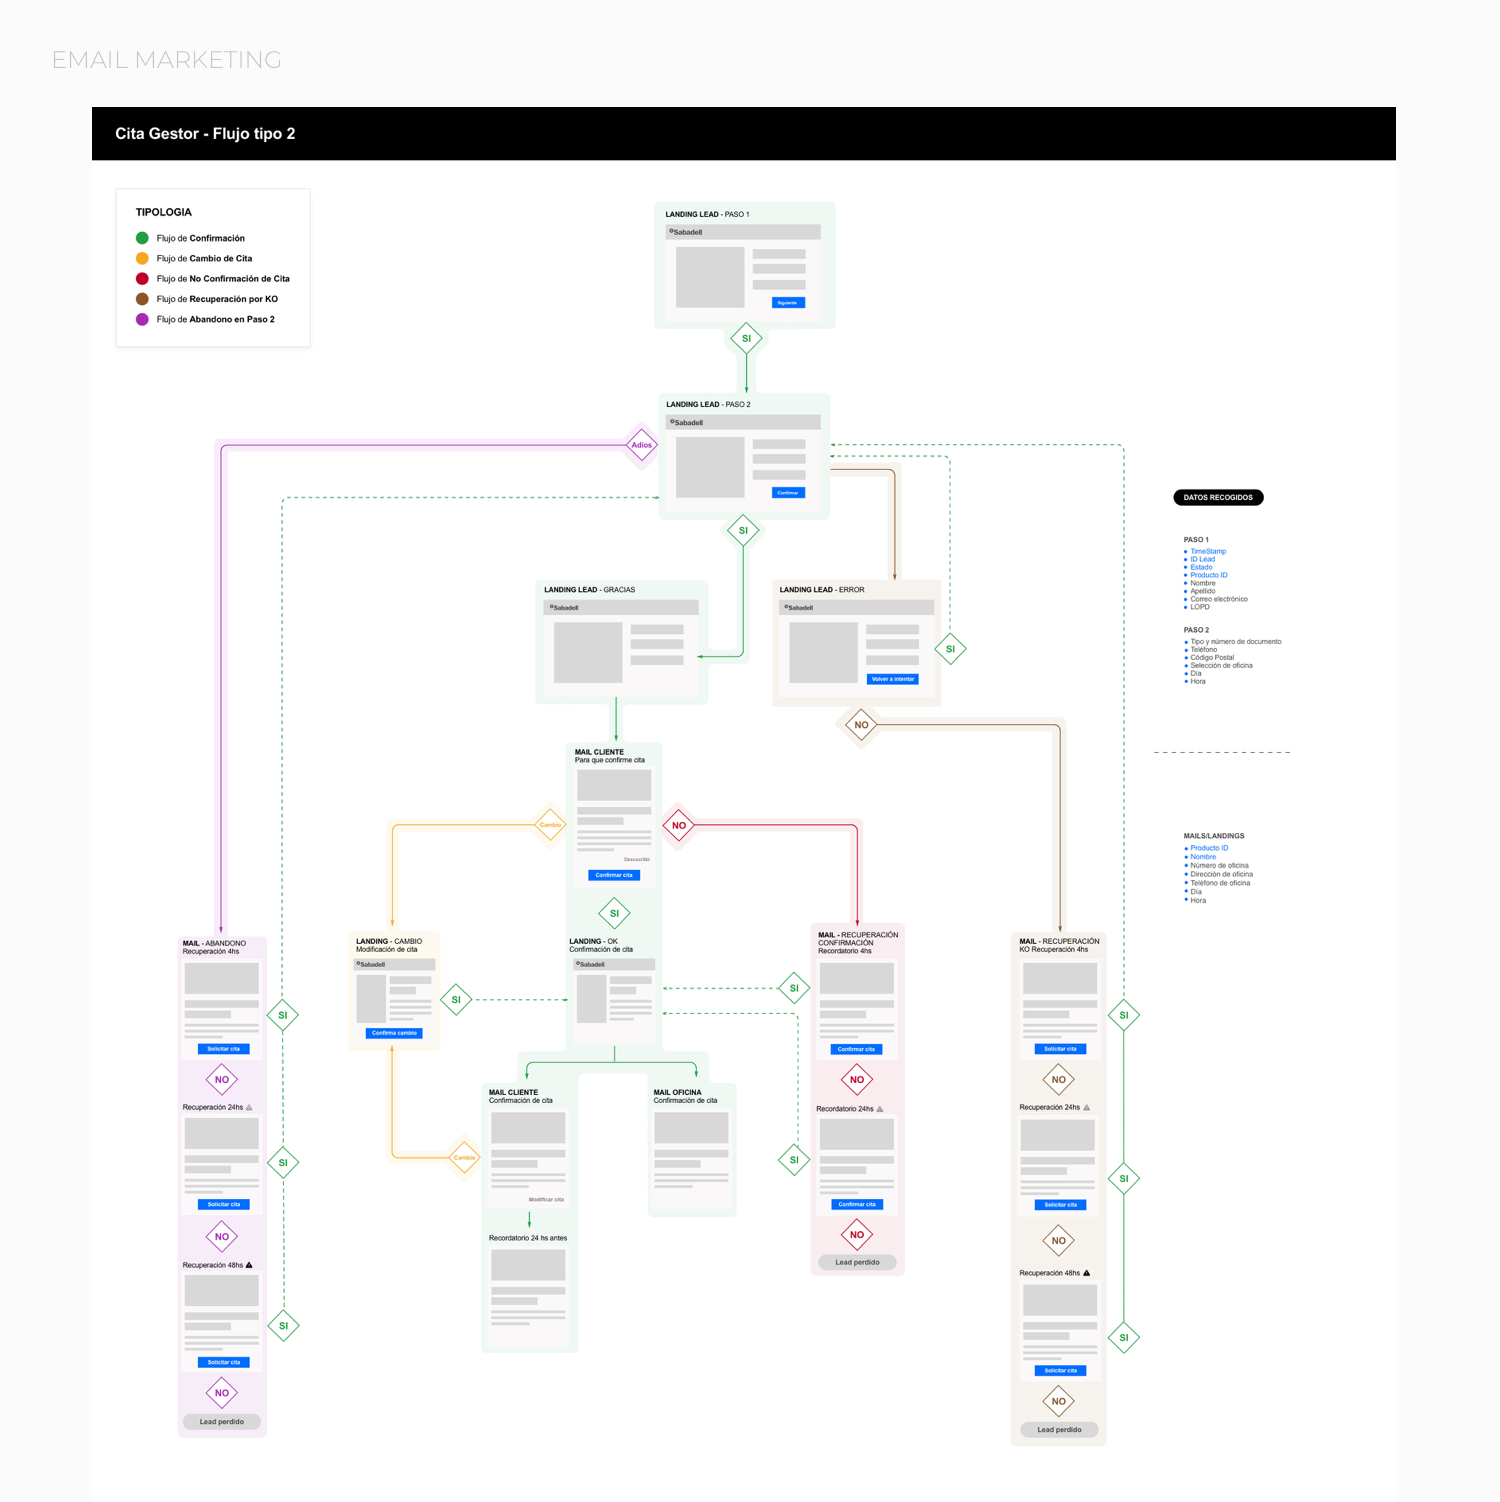 EMAIL MARKETING
Cita Gestor - Flujo tipo 2
TIPOLOGIA
Flujo de Confirmación
Flujo de Cambio de Cita
Flujo de No Confirmación de Cita
Flujo de Recuperación por KO
Flujo de Abandono en Paso 2
LANDING LEAD - PASO 1
Sabadell
Siguiente
SI
LANDING LEAD - PASO 2
Sabadell
Confirmar
Adios
SI
LANDING LEAD - GRACIAS
Sabadell
LANDING LEAD - ERROR
Sabadell
Volver a intentar
SI
NO
DATOS RECOGIDOS
PASO 1
TimeStamp
ID Lead
Estado
Producto ID
Nombre
Apellido
Correo electrónico
LOPD
PASO 2
Tipo y número de documento
Teléfono
Código Postal
Selección de oficina
Día
Hora
MAILS/LANDINGS
Producto ID
Nombre
Número de oficina
Dirección de oficina
Teléfono de oficina
Día
Hora
MAIL CLIENTE
Para que confirme cita
Desuscribir
Confirmar cita
Cambio
NO
SI
MAIL - ABANDONO
Recuperación 4hs
Solicitar cita
SI
NO
Recuperación 24hs
Solicitar cita
SI
NO
Recuperación 48hs
Solicitar cita
SI
NO
Lead perdido
LANDING - CAMBIO
Modificación de cita
Sabadell
Confirma cambio
SI
LANDING - OK
Confirmación de cita
Sabadell
MAIL CLIENTE
Confirmación de cita
Modificar cita
Cambio
Recordatorio 24 hs antes
MAIL OFICINA
Confirmación de cita
MAIL - RECUPERACIÓN
CONFIRMACIÓN
Recordatorio 4hs
Confirmar cita
SI
NO
Recordatorio 24hs
Confirmar cita
SI
NO
Lead perdido
MAIL - RECUPERACIÓN
KO Recuperación 4hs
Solicitar cita
SI
NO
Recuperación 24hs
Solicitar cita
SI
NO
Recuperación 48hs
Solicitar cita
SI
NO
Lead perdido